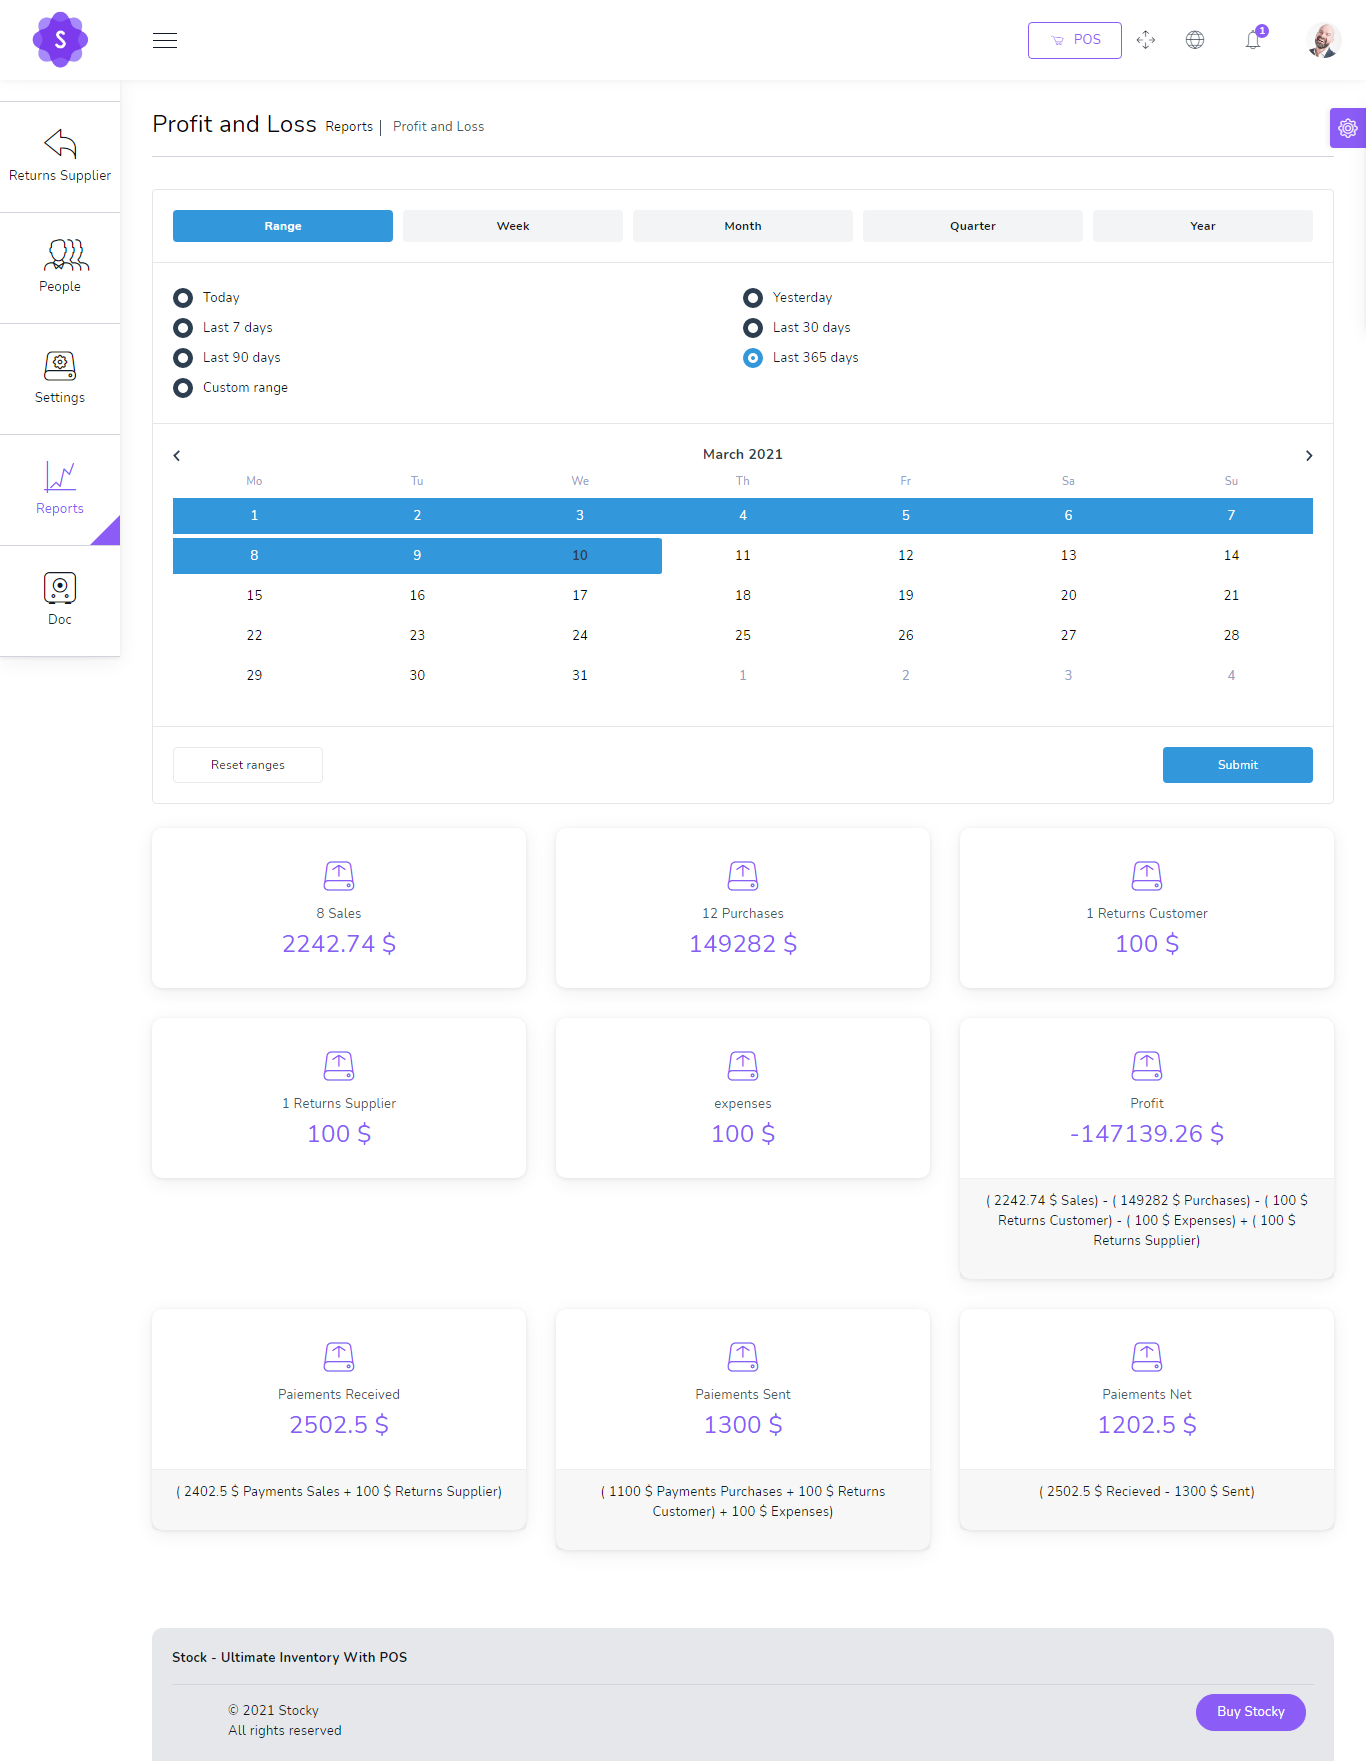 S
POS
1
Returns Supplier
People
Settings
Reports
Doc
Profit and Loss Reports | Profit and Loss
Range Week Month Quarter Year
Today Yesterday
Last 7 days Last 30 days
Last 90 days Last 365 days
Custom range
March 2021
Mo Tu We Th Fr Sa Su
1 2 3 4 5 6 7
8 9 10 11 12 13 14
15 16 17 18 19 20 21
22 23 24 25 26 27 28
29 30 31 1 2 3 4
Reset ranges Submit
8 Sales
2242.74 $
12 Purchases
149282 $
1 Returns Customer
100 $
1 Returns Supplier
100 $
expenses
100 $
Profit
-147139.26 $
( 2242.74 $ Sales) - ( 149282 $ Purchases) - ( 100 $
Returns Customer) - ( 100 $ Expenses) + ( 100 $
Returns Supplier)
Paiements Received
2502.5 $
( 2402.5 $ Payments Sales + 100 $ Returns Supplier)
Paiements Sent
1300 $
( 1100 $ Payments Purchases + 100 $ Returns
Customer) + 100 $ Expenses)
Paiements Net
1202.5 $
( 2502.5 $ Recieved - 1300 $ Sent)
Stock - Ultimate Inventory With POS
© 2021 Stocky
All rights reserved
Buy Stocky